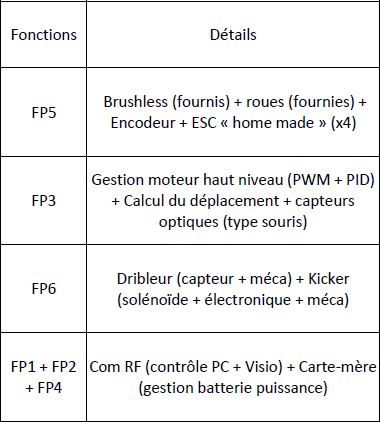 Fonctions
Détails
FP5
Brushless (fournis) + roues (fournies) +
Encodeur + ESC « home made » (x4)
FP3
Gestion moteur haut niveau (PWM + PID)
+ Calcul du déplacement + capteurs
optiques (type souris)
FP6
Dribleur (capteur + méca) + Kicker
(solénoïde + électronique + méca)
FP1 + FP2
+ FP4
Com RF (contrôle PC + Visio) + Carte-mère
(gestion batterie puissance)